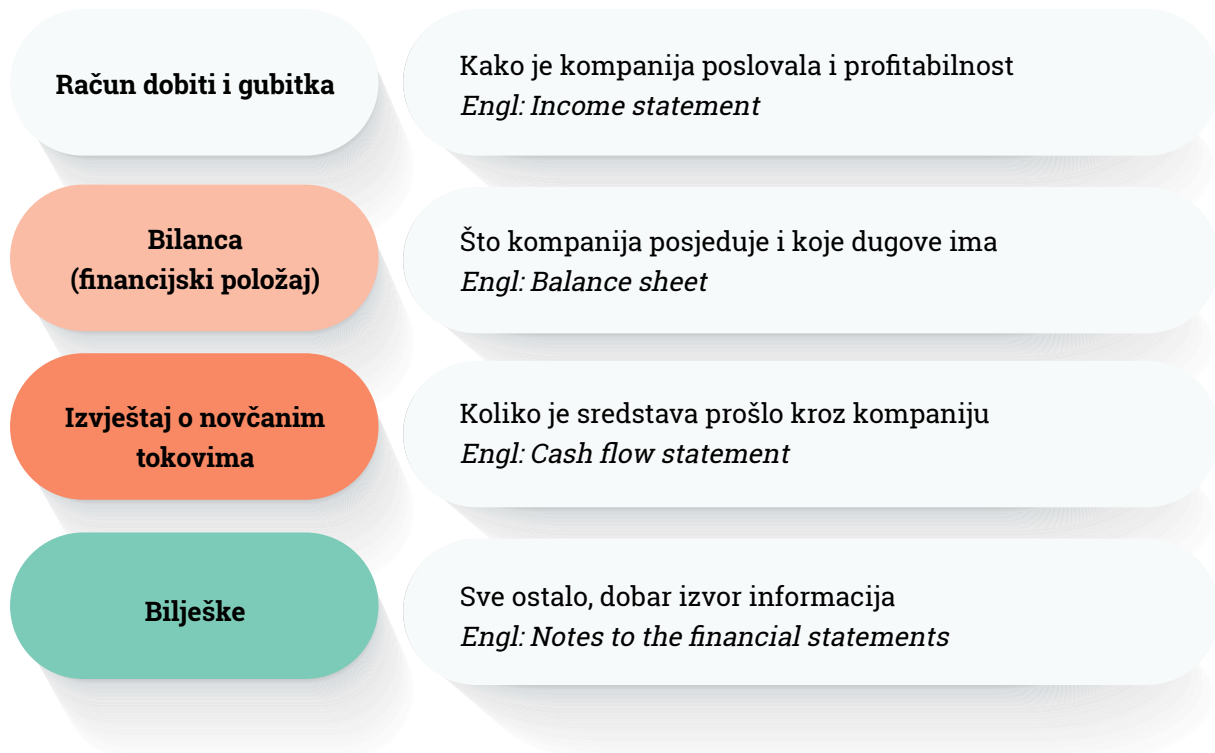 Račun dobiti i gubitka
Kako je kompanija poslovala i profitabilnost
Engl: Income statement
Bilanca
(financijski položaj)
Što kompanija posjeduje i koje dugove ima
Engl: Balance sheet
Izvještaj o novčanim
tokovima
Koliko je sredstava prošlo kroz kompaniju
Engl: Cash flow statement
Bilješke
Sve ostalo, dobar izvor informacija
Engl: Notes to the financial statements